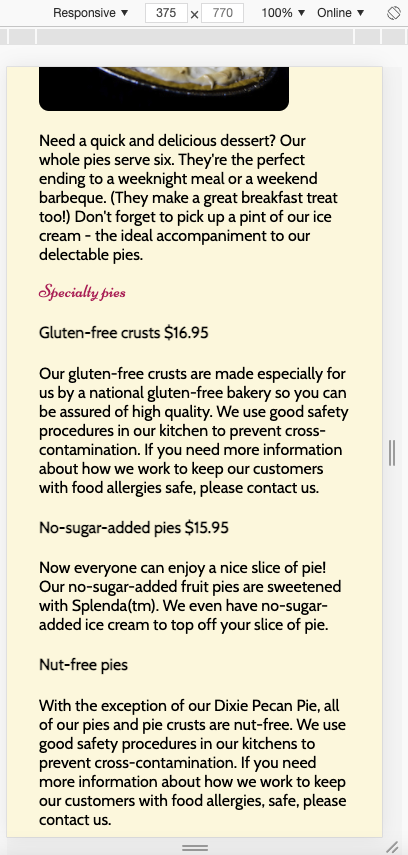 Responsive ▼ 375 × 770 100% ▼ Online ▼
Need a quick and delicious dessert? Our
whole pies serve six. They're the perfect
ending to a weeknight meal or a weekend
barbeque. (They make a great breakfast treat
too!) Don't forget to pick up a pint of our ice
cream - the ideal accompaniment to our
delectable pies.
Specialty pies
Gluten-free crusts $16.95
Our gluten-free crusts are made especially for
us by a national gluten-free bakery so you can
be assured of high quality. We use good safety
procedures in our kitchen to prevent cross-
contamination. If you need more information
about how we work to keep our customers
with food allergies safe, please contact us.
No-sugar-added pies $15.95
Now everyone can enjoy a nice slice of pie!
Our no-sugar-added fruit pies are sweetened
with Splenda(tm). We even have no-sugar-
added ice cream to top off your slice of pie.
Nut-free pies
With the exception of our Dixie Pecan Pie, all
of our pies and pie crusts are nut-free. We use
good safety procedures in our kitchens to
prevent cross-contamination. If you need
more information about how we work to keep
our customers with food allergies, safe, please
contact us.